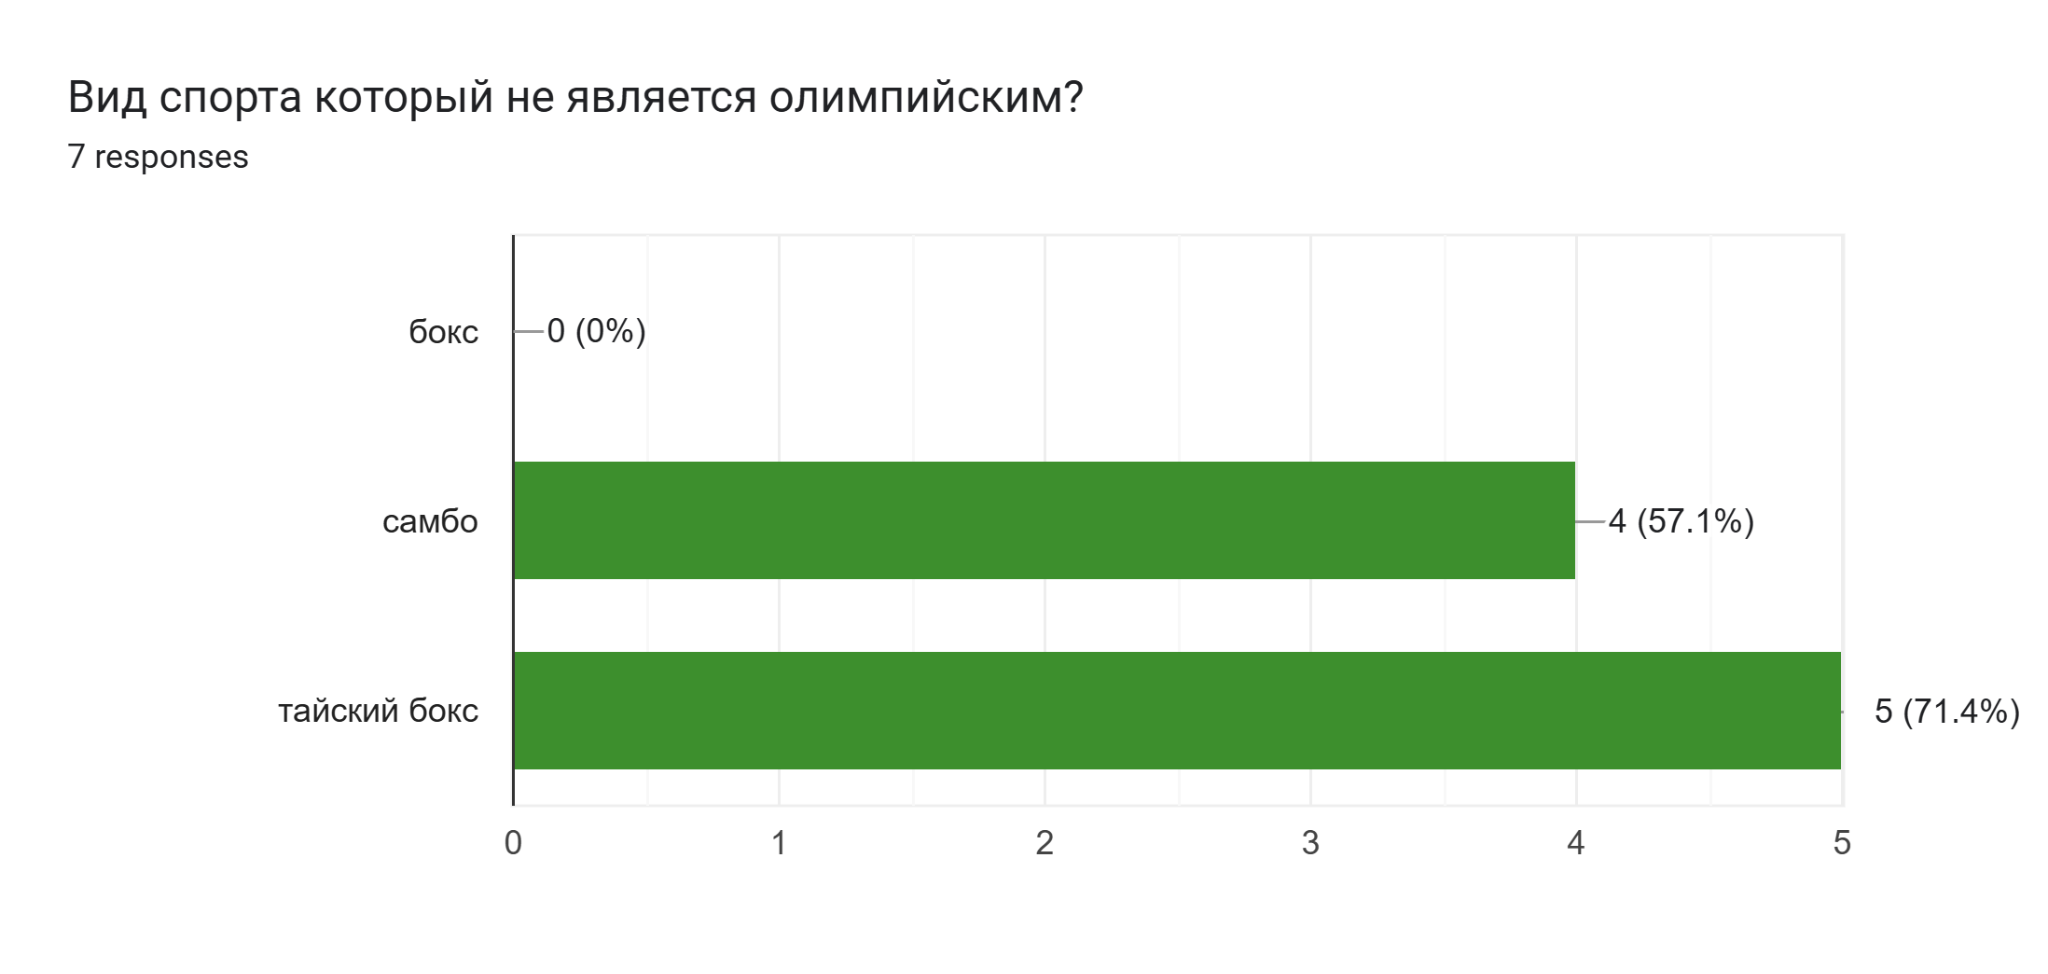 Вид спорта который не является олимпийским?
7 responses
бокс
0 (0%)
самбо
4 (57.1%)
тайский бокс
5 (71.4%)
0 1 2 3 4 5